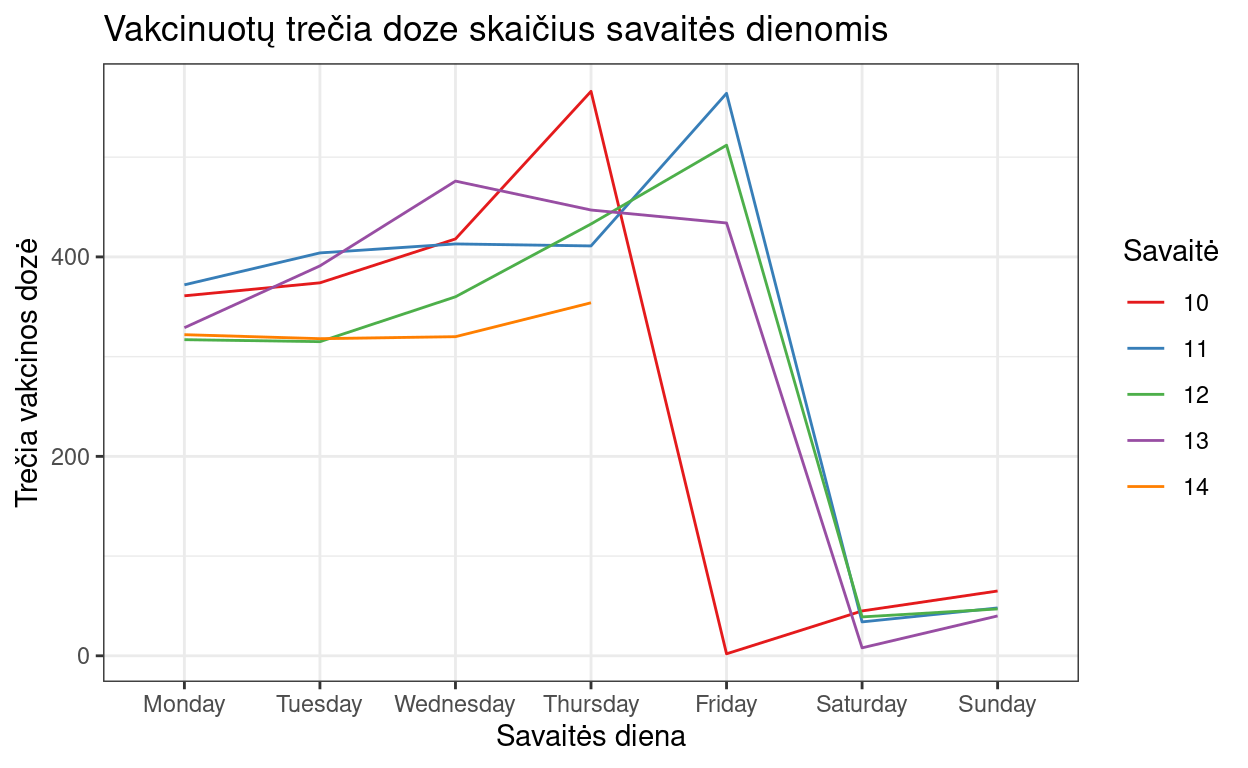 Vakcinuotų trečia doze skaičius savaitės dienomis
Trečia vakcinos dozė
400
200
0
Monday Tuesday Wednesday Thursday Friday Saturday Sunday
Savaitės diena
Savaitė
10
11
12
13
14